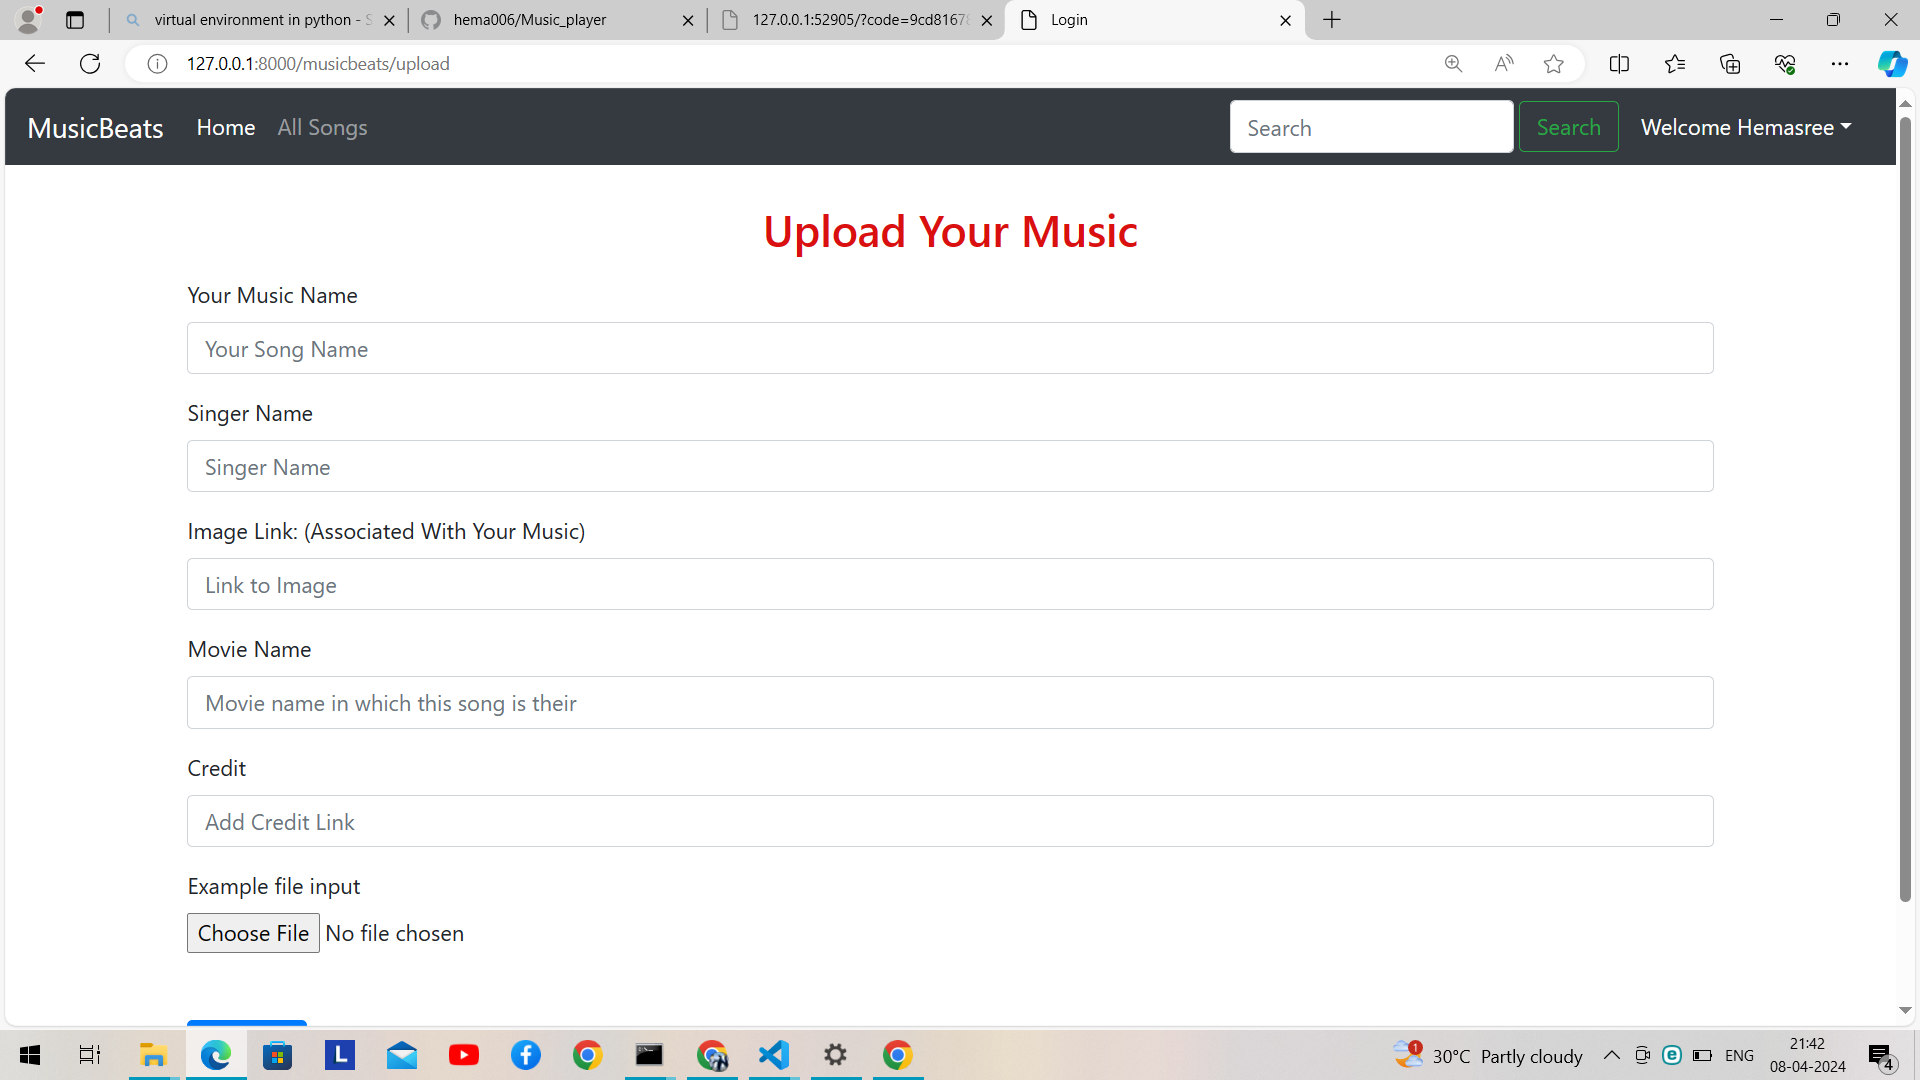 virtual environment in python - S
hema006/Music_player
127.0.0.1:52905/?code=9cd81678
Login
127.0.0.1:8000/musicbeats/upload
MusicBeats Home All Songs Search Search Welcome Hemasree
Upload Your Music
Your Music Name
Your Song Name
Singer Name
Singer Name
Image Link: (Associated With Your Music)
Link to Image
Movie Name
Movie name in which this song is their
Credit
Add Credit Link
Example file input
Choose File No file chosen
L
1 30°C Partly cloudy ENG
21:42
08-04-2024
4